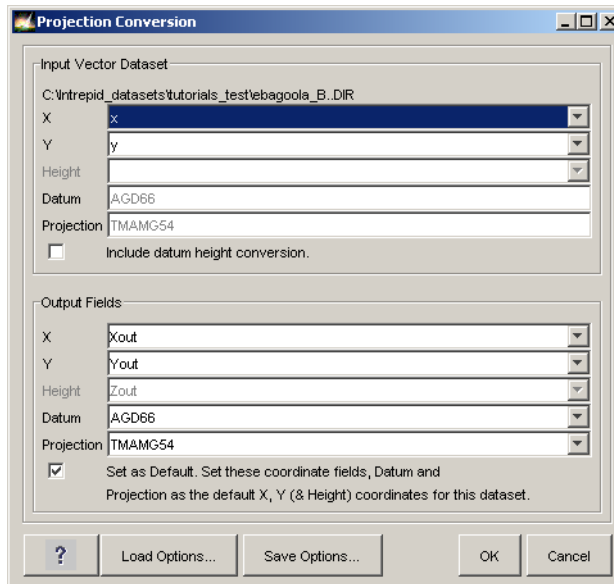 Projection Conversion
Input Vector Dataset
C:\Intrepid_datasets\tutorials_test\ebagoola_B..DIR
X x
Y y
Height
Datum AGD66
Projection TMAMG54
Include datum height conversion.
Output Fields
X Xout
Y Yout
Height Zout
Datum AGD66
Projection TMAMG54
Set as Default. Set these coordinate fields, Datum and
Projection as the default X, Y (& Height) coordinates for this dataset.
? Load Options... Save Options... OK Cancel